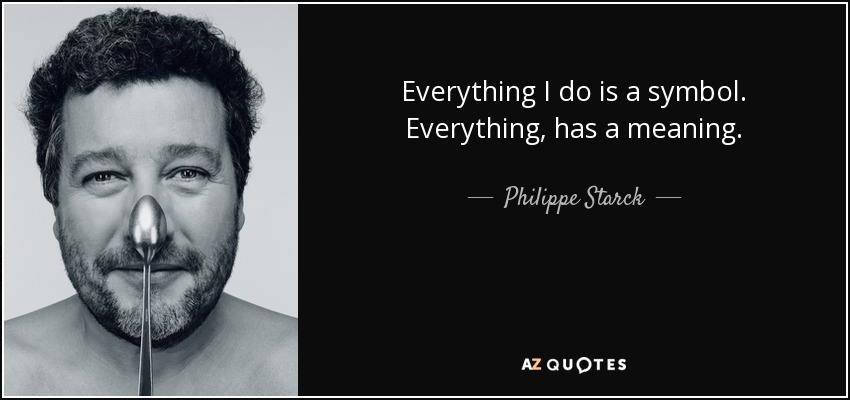 Everything I do is a symbol.
Everything, has a meaning.
Philippe Starck
AZ QUOTES